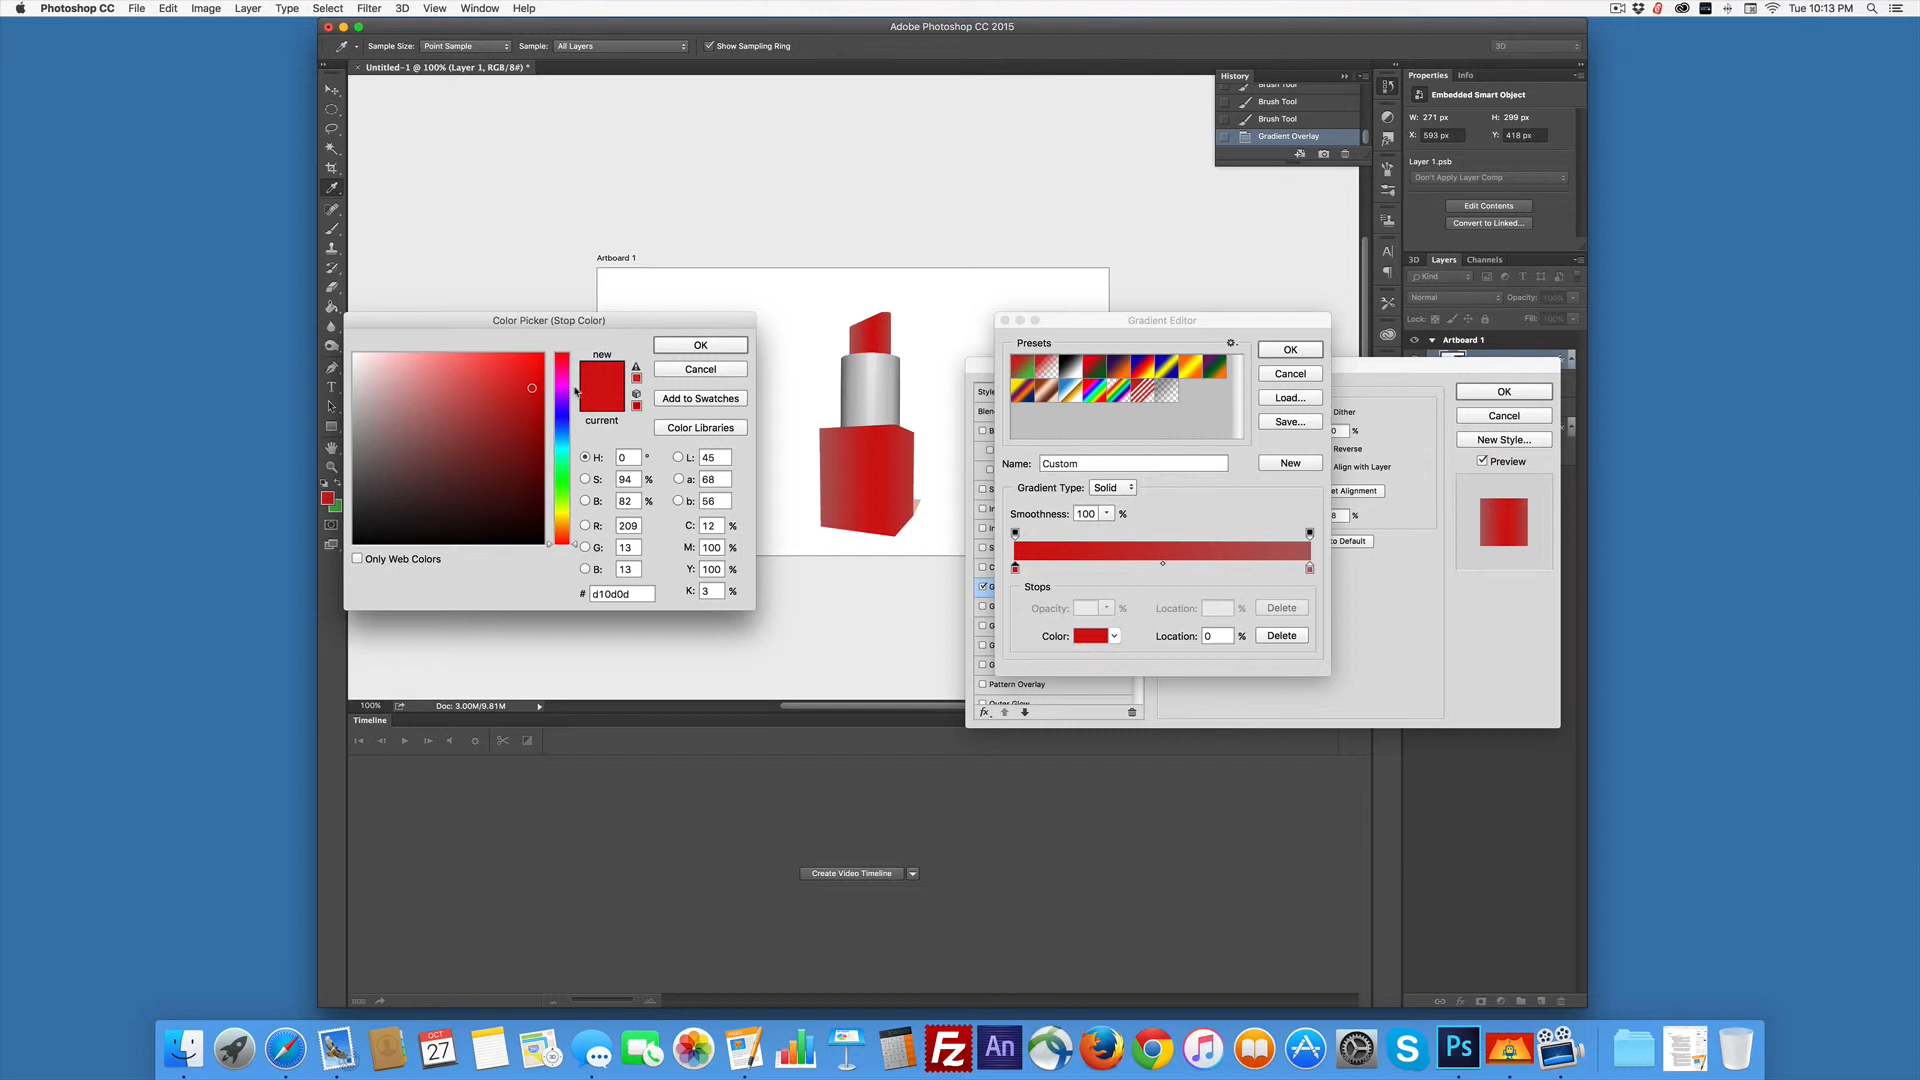 Photoshop CC File Edit Image Layer Type Select Filter 3D View Window Help
Tue 10:13 PM
Adobe Photoshop CC 2015
Sample Size: Point Sample Sample: All Layers Show Sampling Ring
3D
Untitled-1 @ 100% (Layer 1, RGB/8#) *
History
Brush Tool
Brush Tool
Brush Tool
Gradient Overlay
Properties Info
Embedded Smart Object
W: 271 px H: 299 px
X: 593 px Y: 418 px
Layer 1.psb
Don't Apply Layer Comp
Edit Contents
Convert to Linked...
3D Layers Channels
Kind
Normal Opacity: 100%
Lock: Fill: 100%
Artboard 1
Artboard 1
Color Picker (Stop Color)
new
current
OK
Cancel
Add to Swatches
Color Libraries
H: 0 ° L: 45
S: 94 % a: 68
B: 82 % b: 56
R: 209 C: 12 %
G: 13 M: 100 %
B: 13 Y: 100 %
# d10d0d K: 3 %
Only Web Colors
Gradient Editor
Presets
OK
Cancel
Load...
Save...
Name: Custom New
Gradient Type: Solid
Smoothness: 100 %
Stops
Opacity: % Location: % Delete
Color: Location: 0 % Delete
Style
Blen
Pattern Overlay
Outer Glow
fx
Dither
0 %
Reverse
Align with Layer
et Alignment
8 %
to Default
OK
Cancel
New Style...
Preview
100% Doc: 3.00M/9.81M
Timeline
Create Video Timeline
OCT
27
3D
Fz
An
Ps